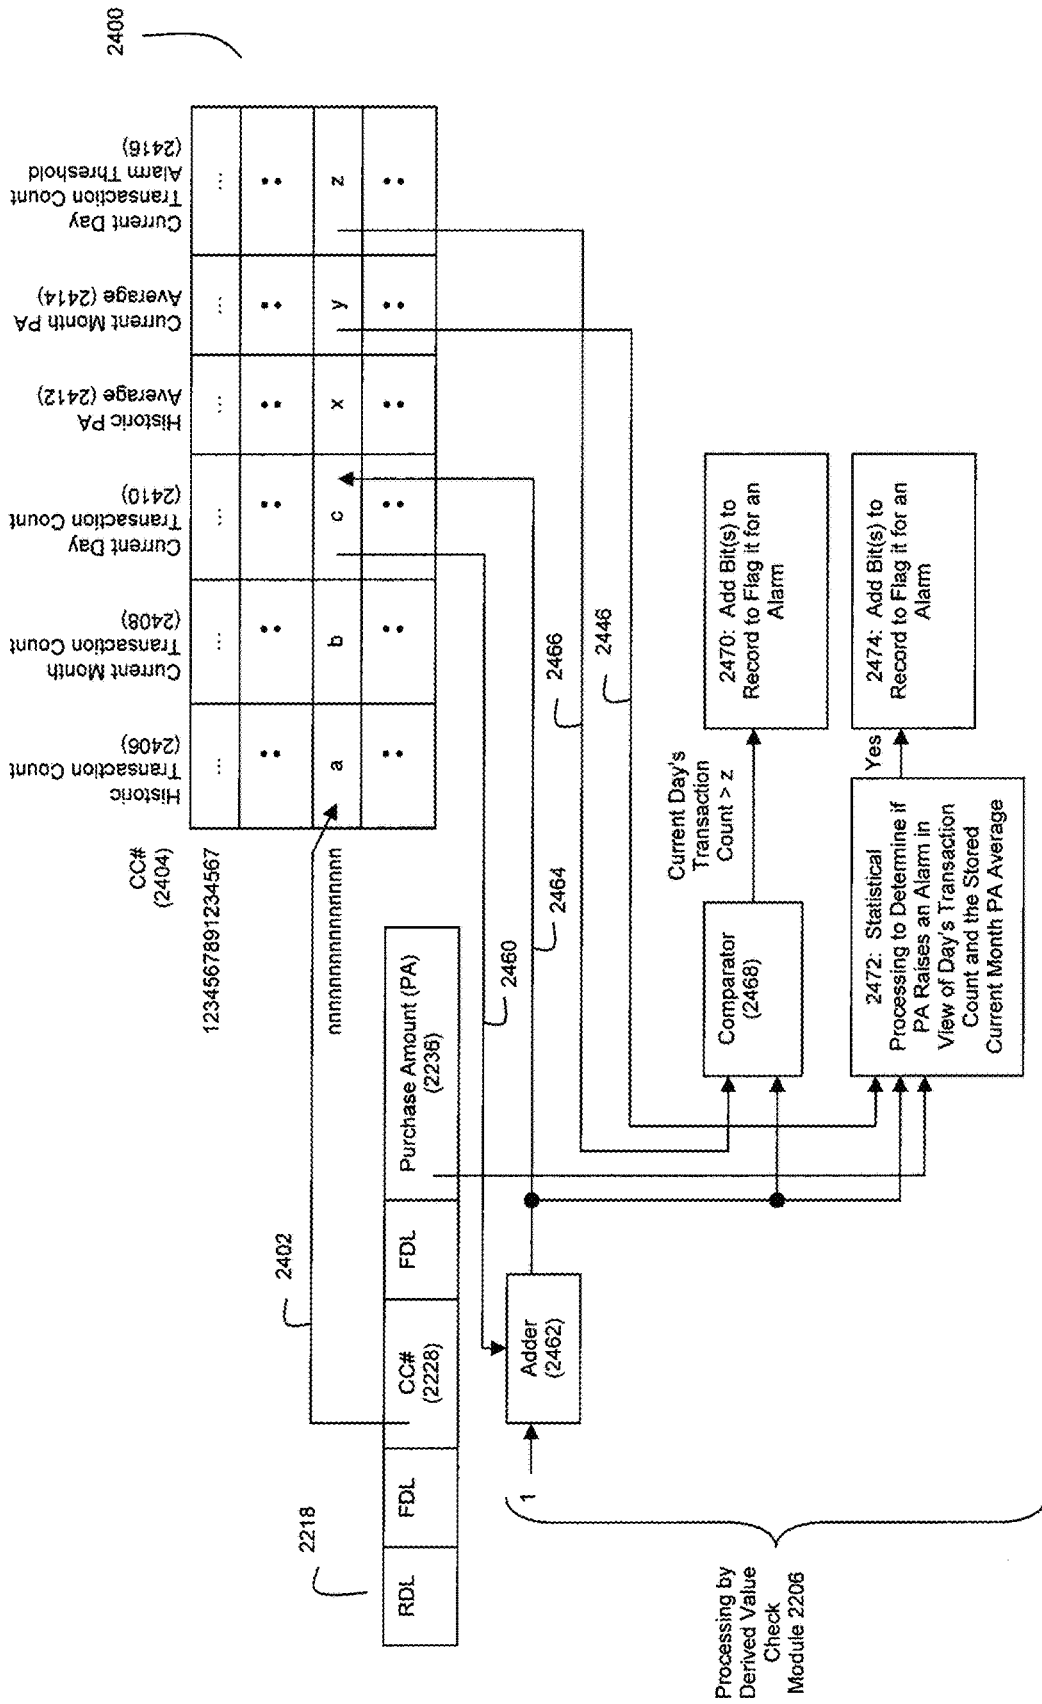 2400
CC#
(2404)
Historic
Transaction Count
(2406)
Current Month
Transaction Count
(2408)
Current Day
Transaction Count
(2410)
Historic PA
Average (2412)
Current Month PA
Average (2414)
Current Day
Transaction Count
Alarm Threshold
(2416)
1234567891234567
... ... ... ... ... ...
nnnnnnnnnnnnnn
a b c x y z
2402
2218
RDL
FDL
CC#
(2228)
FDL
Purchase Amount (PA)
(2236)
2460
2464
2466
2446
1
Adder
(2462)
Comparator
(2468)
Current Day's
Transaction
Count > z
2470: Add Bit(s) to
Record to Flag it for an
Alarm
2472: Statistical
Processing to Determine if
PA Raises an Alarm in
View of Day's Transaction
Count and the Stored
Current Month PA Average
Yes
2474: Add Bit(s) to
Record to Flag it for an
Alarm
Processing by
Derived Value
Check
Module 2206